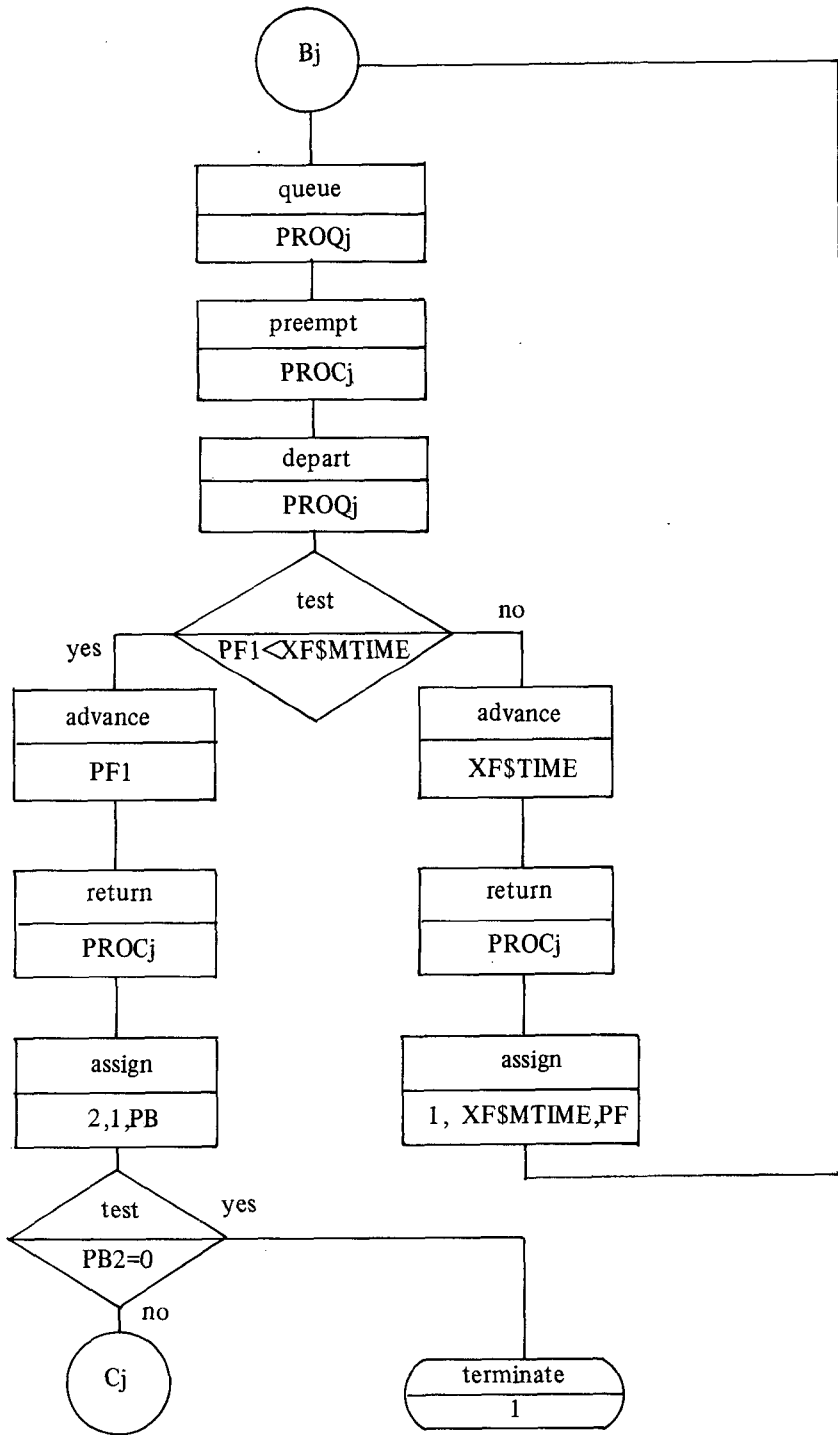 Bj
queue
PROQj
preempt
PROCj
depart
PROQj
test
PF1<XF$MTIME
yes
no
advance
PF1
advance
XF$TIME
return
PROCj
return
PROCj
assign
2,1,PB
assign
1, XF$MTIME,PF
test
PB2=0
yes
no
Cj
terminate
1